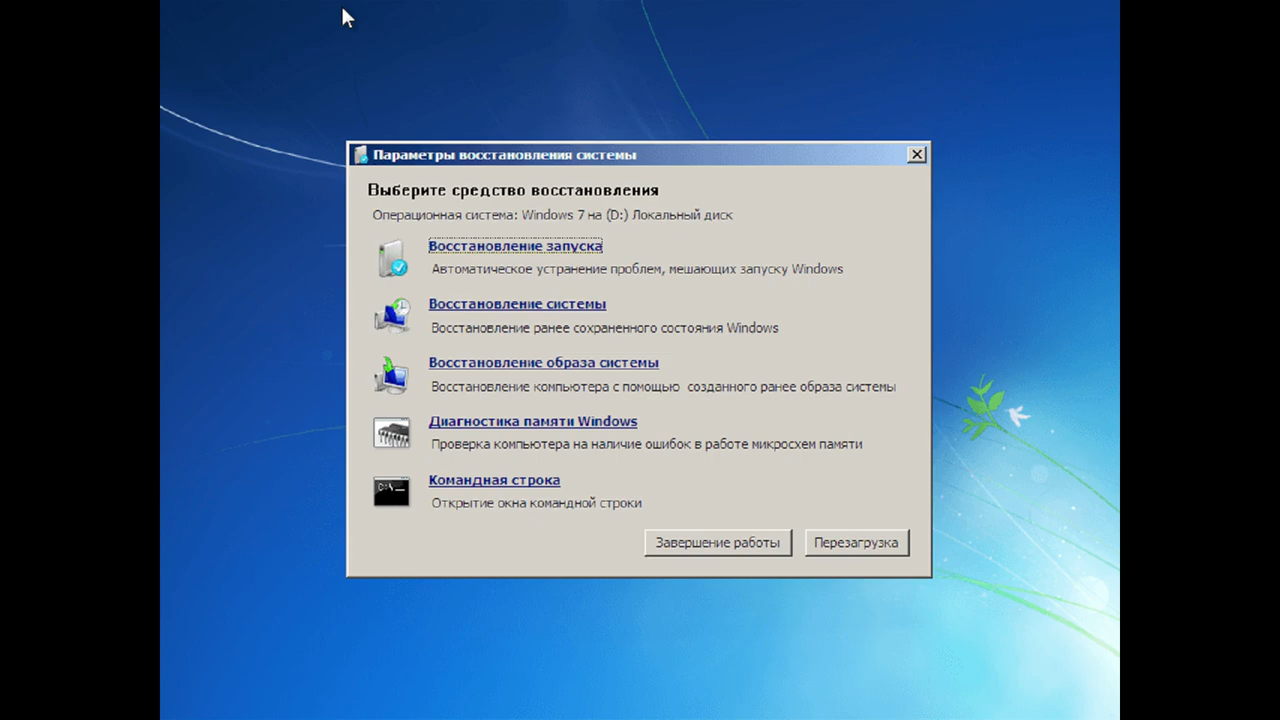 Параметры восстановления системы
Выберите средство восстановления
Операционная система: Windows 7 на (D:) Локальный диск
Восстановление запуска
Автоматическое устранение проблем, мешающих запуску Windows
Восстановление системы
Восстановление ранее сохраненного состояния Windows
Восстановление образа системы
Восстановление компьютера с помощью созданного ранее образа системы
Диагностика памяти Windows
Проверка компьютера на наличие ошибок в работе микросхем памяти
C:\_
Командная строка
Открытие окна командной строки
Завершение работы
Перезагрузка